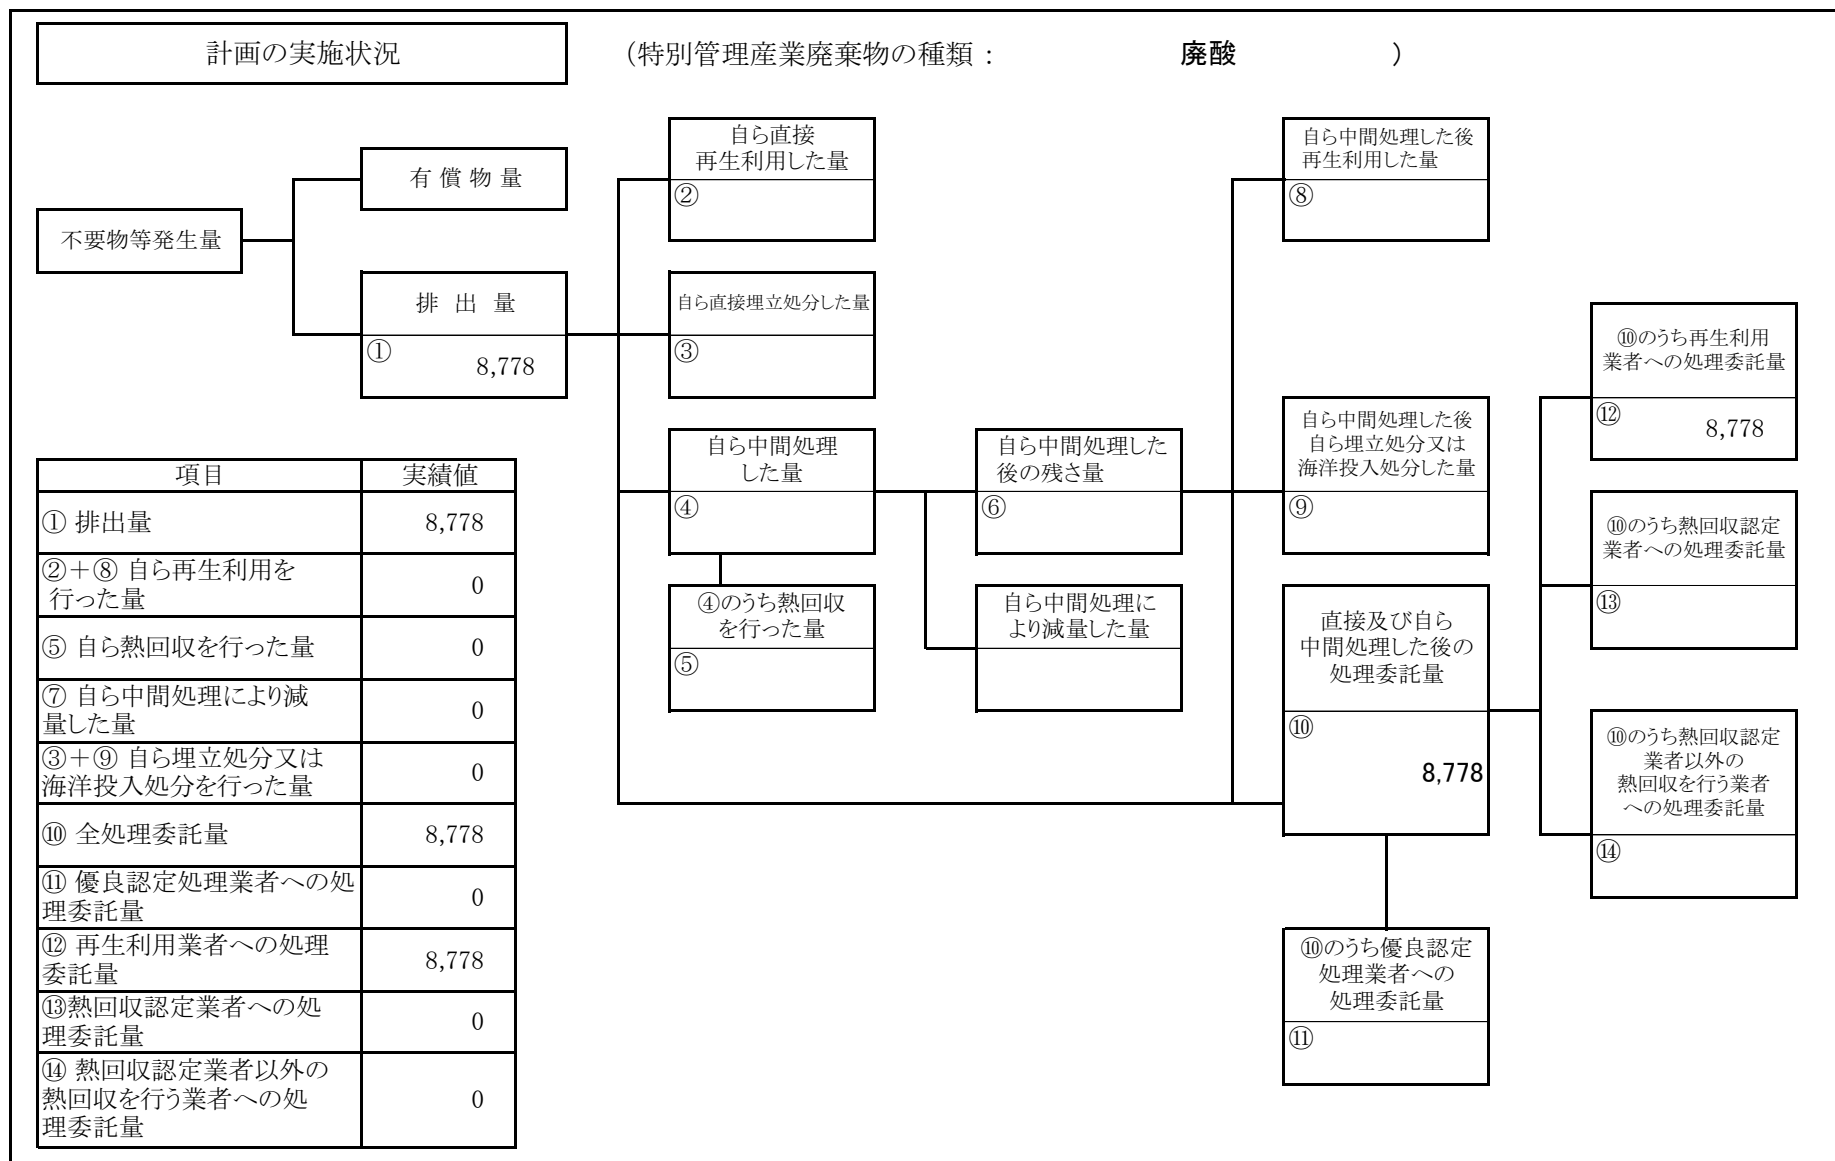 計画の実施状況
（特別管理産業廃棄物の種類： 廃酸 ）
不要物等発生量
有償物量
排出量
① 8,778
自ら直接
再生利用した量
②
自ら直接埋立処分した量
③
自ら中間処理
した量
④
④のうち熱回収
を行った量
⑤
自ら中間処理した
後の残さ量
⑥
自ら中間処理に
より減量した量
自ら中間処理した後
再生利用した量
⑧
自ら中間処理した後
自ら埋立処分又は
海洋投入処分した量
⑨
直接及び自ら
中間処理した後の
処理委託量
⑩
8,778
⑩のうち優良認定
処理業者への
処理委託量
⑪
⑩のうち再生利用
業者への処理委託量
⑫ 8,778
⑩のうち熱回収認定
業者への処理委託量
⑬
⑩のうち熱回収認定
業者以外の
熱回収を行う業者
への処理委託量
⑭
項目 実績値
① 排出量 8,778
②＋⑧ 自ら再生利用を
行った量 0
⑤ 自ら熱回収を行った量 0
⑦ 自ら中間処理により減
量した量 0
③＋⑨ 自ら埋立処分又は
海洋投入処分を行った量 0
⑩ 全処理委託量 8,778
⑪ 優良認定処理業者への処
理委託量 0
⑫ 再生利用業者への処理
委託量 8,778
⑬熱回収認定業者への処
理委託量 0
⑭ 熱回収認定業者以外の
熱回収を行う業者への処
理委託量 0